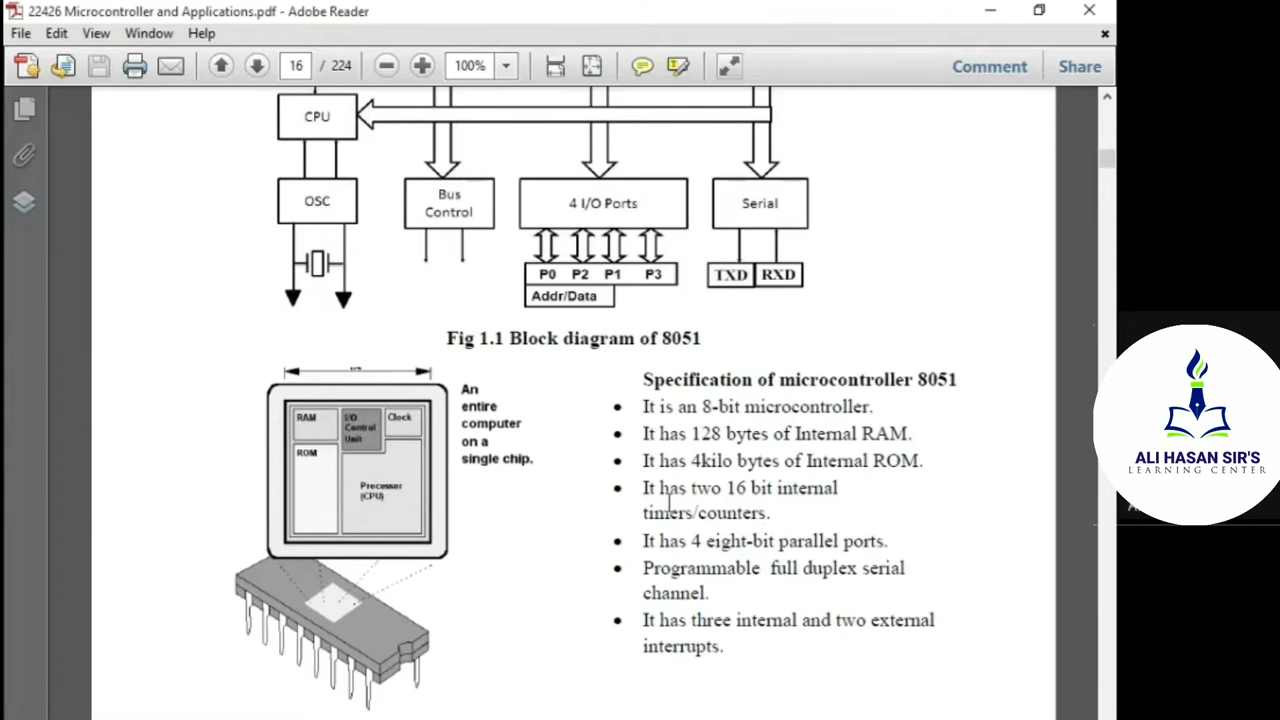 22426 Microcontroller and Applications.pdf - Adobe Reader
File Edit View Window Help
16 / 224
100%
Comment Share
CPU
OSC
Bus
Control
4 I/O Ports
Serial
P0 P2 P1 P3
Addr/Data
TXD RXD
Fig 1.1 Block diagram of 8051
RAM
I/O
Control
Unit
Clock
ROM
Processer
(CPU)
An
entire
computer
on a
single chip.
Specification of microcontroller 8051
• It is an 8-bit microcontroller.
• It has 128 bytes of Internal RAM.
• It has 4kilo bytes of Internal ROM.
• It has two 16 bit internal
timers/counters.
• It has 4 eight-bit parallel ports.
• Programmable full duplex serial
channel.
• It has three internal and two external
interrupts.
ALI HASAN SIR'S
LEARNING CENTER